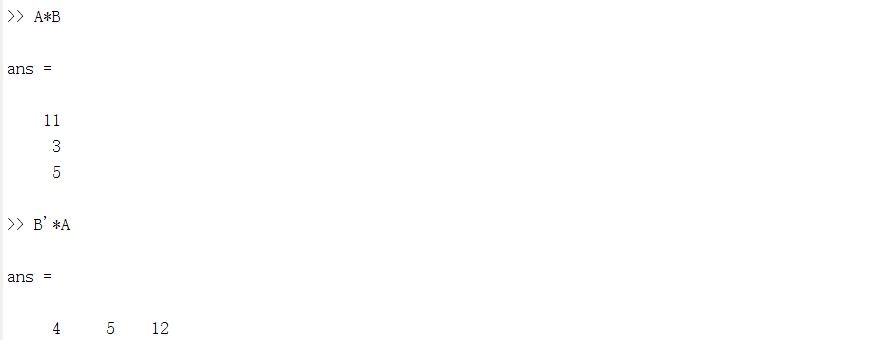 >> A*B
ans =
11
3
5
>> B'*A
ans =
4 5 12